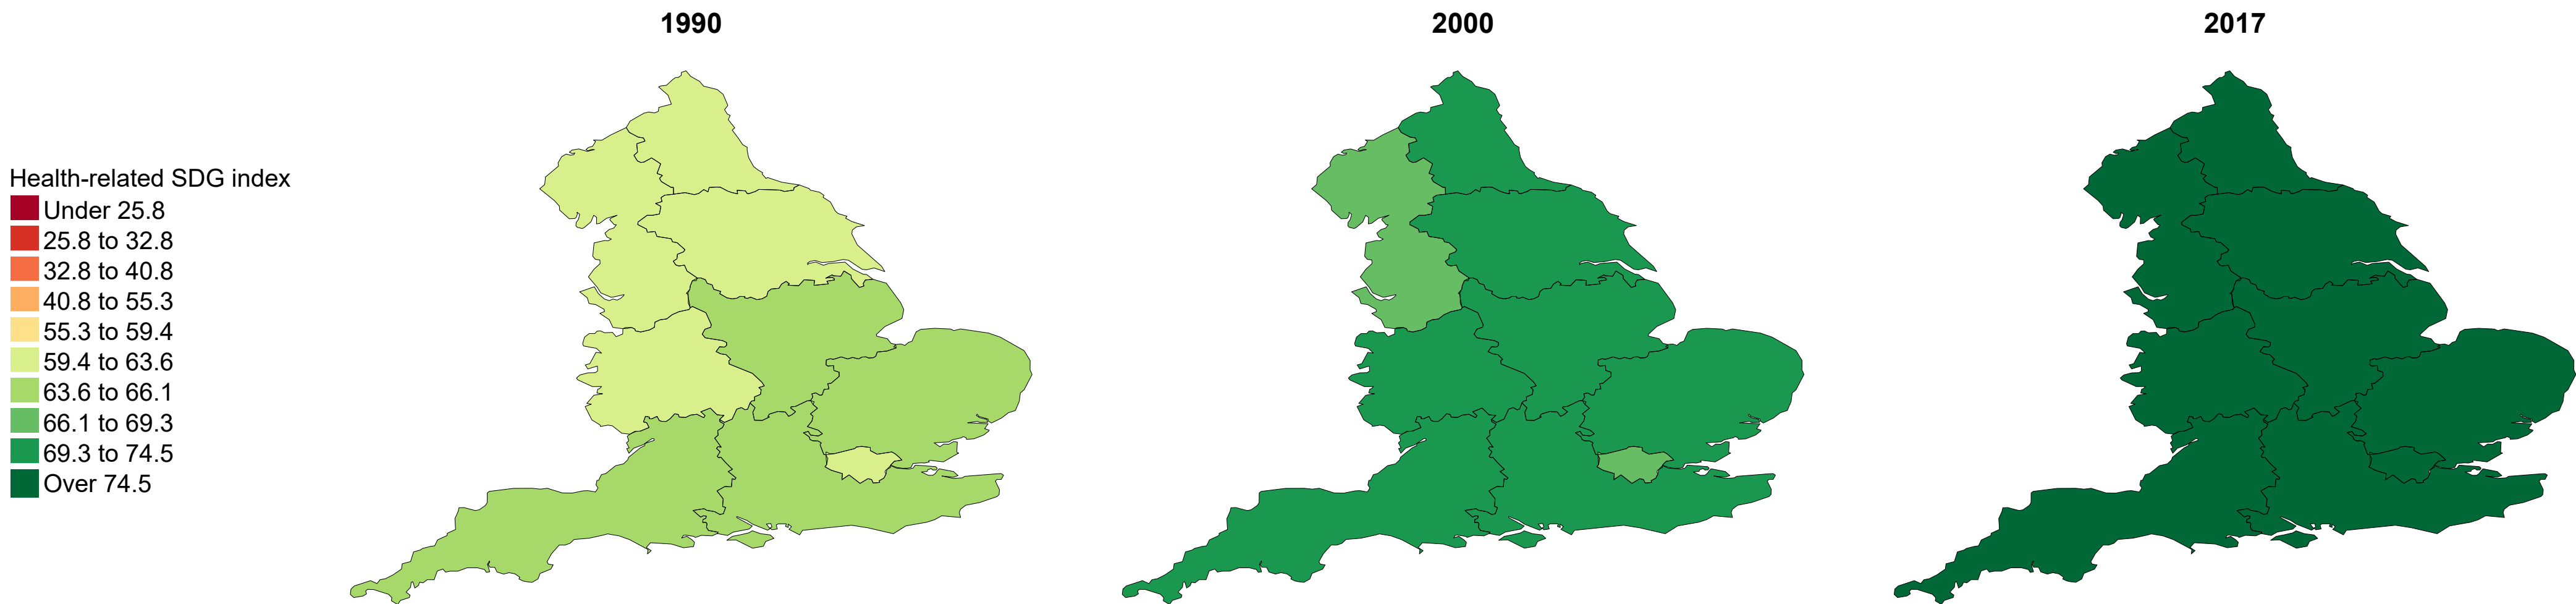 1990
2000
2017
Health-related SDG index
Under 25.8
25.8 to 32.8
32.8 to 40.8
40.8 to 55.3
55.3 to 59.4
59.4 to 63.6
63.6 to 66.1
66.1 to 69.3
69.3 to 74.5
Over 74.5